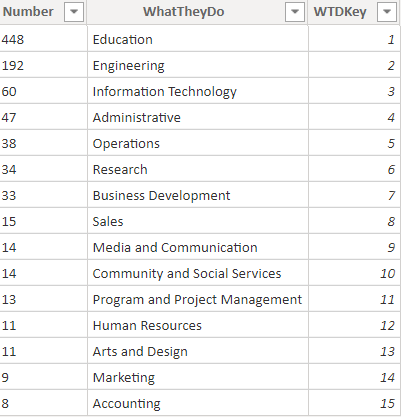 Number WhatTheyDo WTDKey
448 Education 1
192 Engineering 2
60 Information Technology 3
47 Administrative 4
38 Operations 5
34 Research 6
33 Business Development 7
15 Sales 8
14 Media and Communication 9
14 Community and Social Services 10
13 Program and Project Management 11
11 Human Resources 12
11 Arts and Design 13
9 Marketing 14
8 Accounting 15